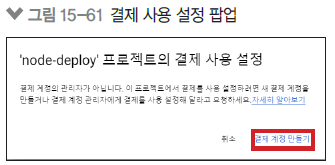 그림 15-61 결제 사용 설정 팝업
'node-deploy' 프로젝트의 결제 사용 설정
결제 계정의 관리자가 아닙니다. 이 프로젝트에서 결제를 사용 설정하려면 새 결제 계정을
만들거나 결제 계정 관리자에게 결제를 사용 설정해 달라고 요청하세요.자세히 알아보기
취소 결제 계정 만들기